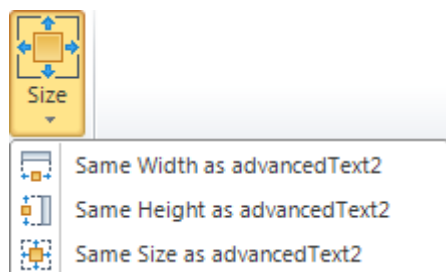 Size
Same Width as advancedText2
Same Height as advancedText2
Same Size as advancedText2